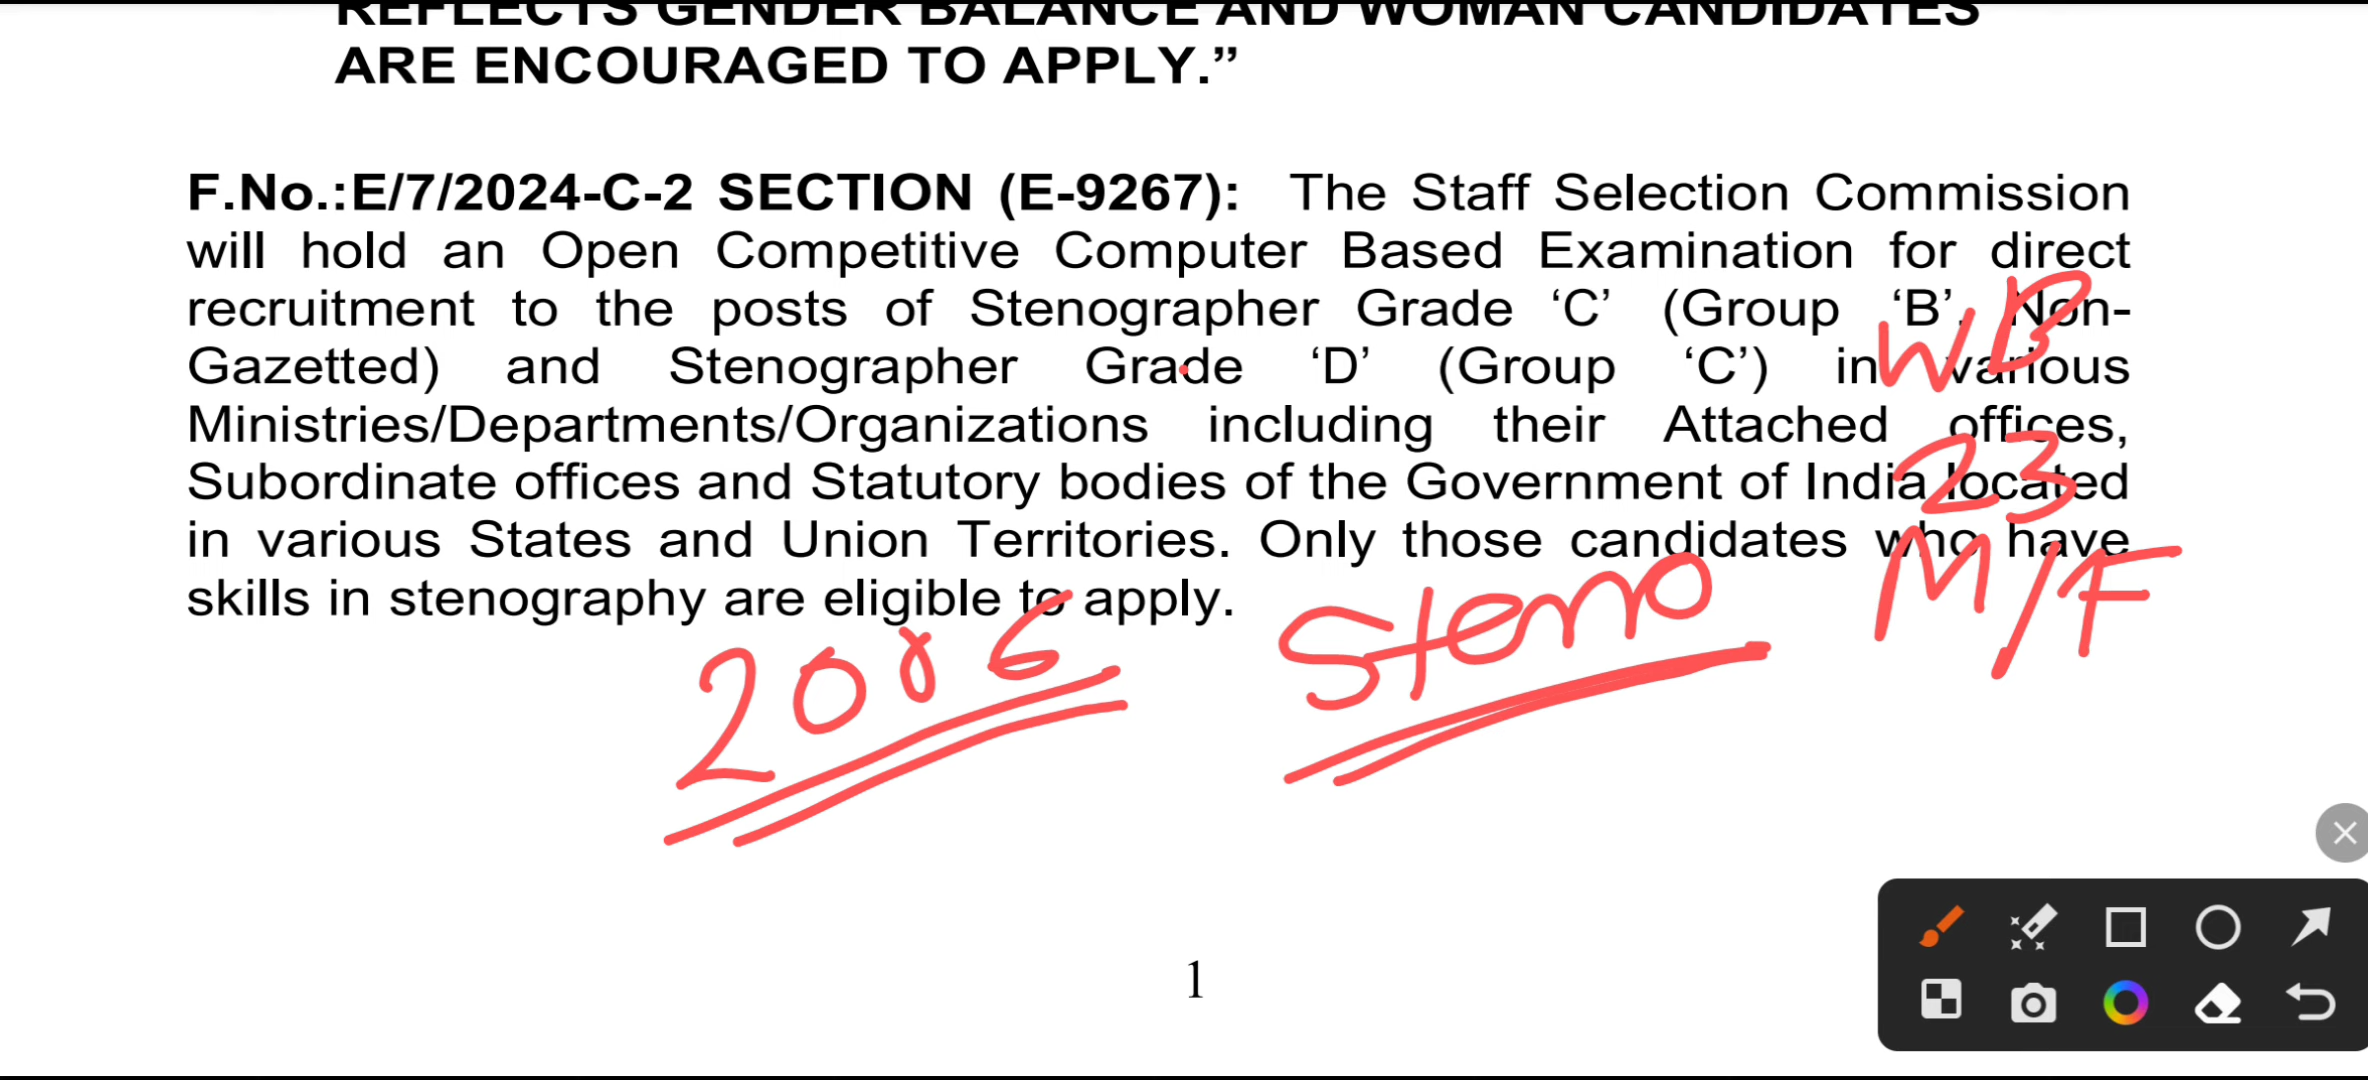 REFLECTS GENDER BALANCE AND WOMAN CANDIDATES
ARE ENCOURAGED TO APPLY.”
F.No.:E/7/2024-C-2 SECTION (E-9267): The Staff Selection Commission
will hold an Open Competitive Computer Based Examination for direct
recruitment to the posts of Stenographer Grade ‘C’ (Group ‘B’, Non-
Gazetted) and Stenographer Grade ‘D’ (Group ‘C’) in various
Ministries/Departments/Organizations including their Attached offices,
Subordinate offices and Statutory bodies of the Government of India located
in various States and Union Territories. Only those candidates who have
skills in stenography are eligible to apply.
WB
23
M/F
2006
Steno
1